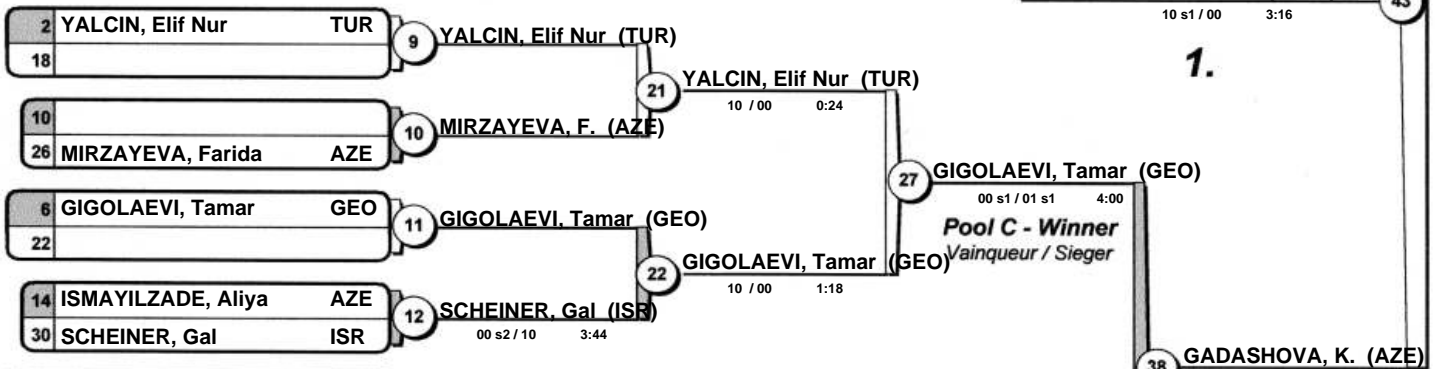 10 s1 / 00 3:16
43
1.
2 YALCIN, Elif Nur TUR
18
9 YALCIN, Elif Nur (TUR)
21 YALCIN, Elif Nur (TUR)
10 / 00 0:24
10
26 MIRZAYEVA, Farida AZE
10 MIRZAYEVA, F. (AZE)
27 GIGOLAEVI, Tamar (GEO)
00 s1 / 01 s1 4:00
Pool C - Winner
Vainqueur / Sieger
6 GIGOLAEVI, Tamar GEO
22
11 GIGOLAEVI, Tamar (GEO)
22 GIGOLAEVI, Tamar (GEO)
10 / 00 1:18
14 ISMAYILZADE, Aliya AZE
30 SCHEINER, Gal ISR
12 SCHEINER, Gal (ISR)
00 s2 / 10 3:44
38 GADASHOVA, K. (AZE)